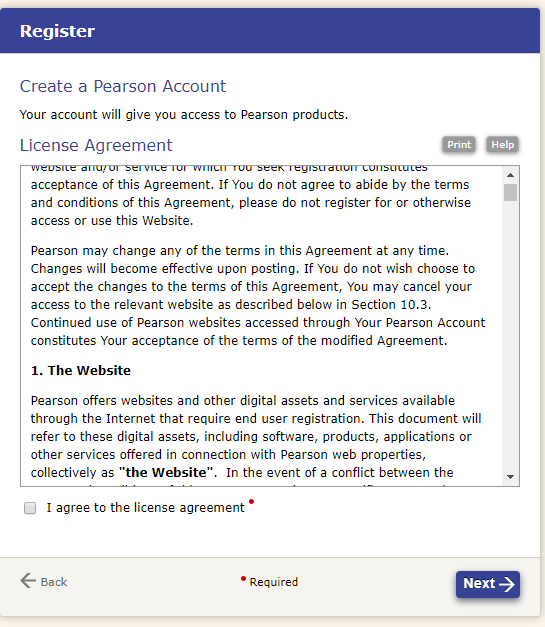 Register
Create a Pearson Account
Your account will give you access to Pearson products.
License Agreement
Print
Help
website and/or service for which You seek registration constitutes
acceptance of this Agreement. If You do not agree to abide by the terms
and conditions of this Agreement, please do not register for or otherwise
access or use this Website.
Pearson may change any of the terms in this Agreement at any time.
Changes will become effective upon posting. If You do not wish choose to
accept the changes to the terms of this Agreement, You may cancel your
access to the relevant website as described below in Section 10.3.
Continued use of Pearson websites accessed through Your Pearson Account
constitutes Your acceptance of the terms of the modified Agreement.
1. The Website
Pearson offers websites and other digital assets and services available
through the Internet that require end user registration. This document will
refer to these digital assets, including software, products, applications or
other services offered in connection with Pearson web properties,
collectively as "the Website". In the event of a conflict between the
I agree to the license agreement
Back
Required
Next